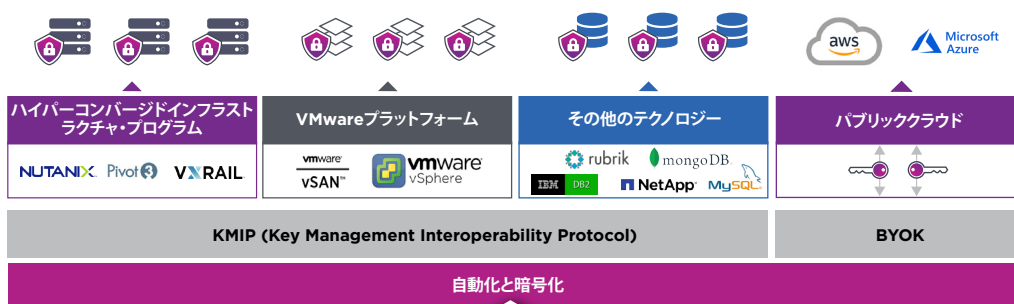 aws
Microsoft
Azure
ハイパーコンバージドインフラスト
ラクチャ・プログラム
VMwareプラットフォーム
その他のテクノロジー
パブリッククラウド
NUTANIX. Pivot3 VXRAIL
vmware
vSAN™
vmware
vSphere
rubrik mongoDB.
IBM DB2 NetApp MySQL
KMIP (Key Management Interoperability Protocol)
BYOK
自動化と暗号化